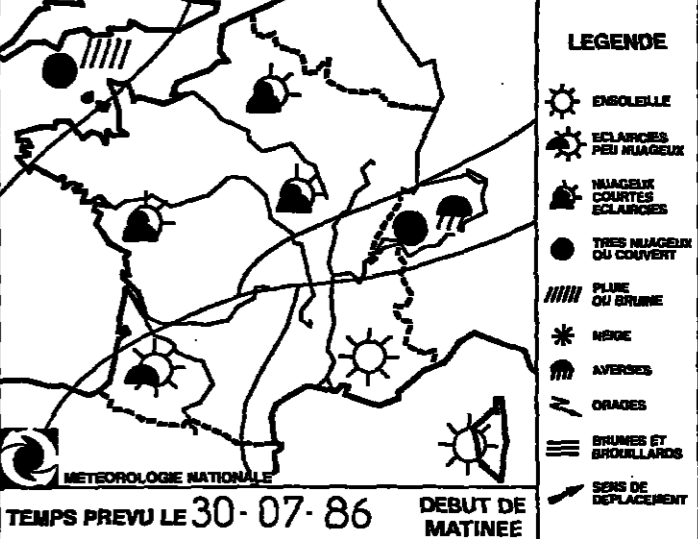 LEGENDE
ENSOLEILLE
ECLAIRCIES
PEU NUAGEUX
NUAGEUX
COURTES
ECLAIRCIES
TRES NUAGEUX
OU COUVERT
PLUIE
OU BRUINE
NEIGE
AVERSES
ORAGES
BRUMES ET
BROUILLARDS
SENS DE
DEPLACEMENT
METEOROLOGIE NATIONALE
TEMPS PREVU LE 30-07-86
DEBUT DE
MATINEE